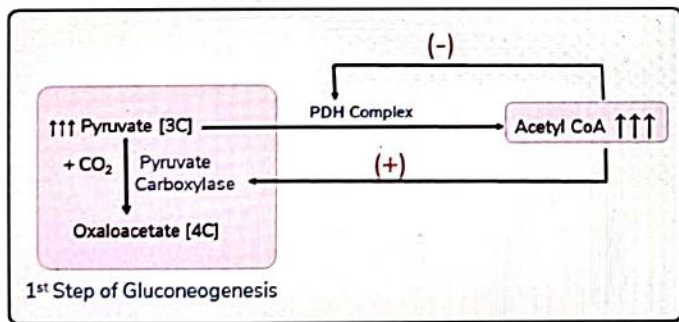 (-)
PDH Complex
↑↑↑ Pyruvate [3C]
Acetyl CoA ↑↑↑
+ CO₂
Pyruvate
Carboxylase
(+)
Oxaloacetate [4C]
1st Step of Gluconeogenesis